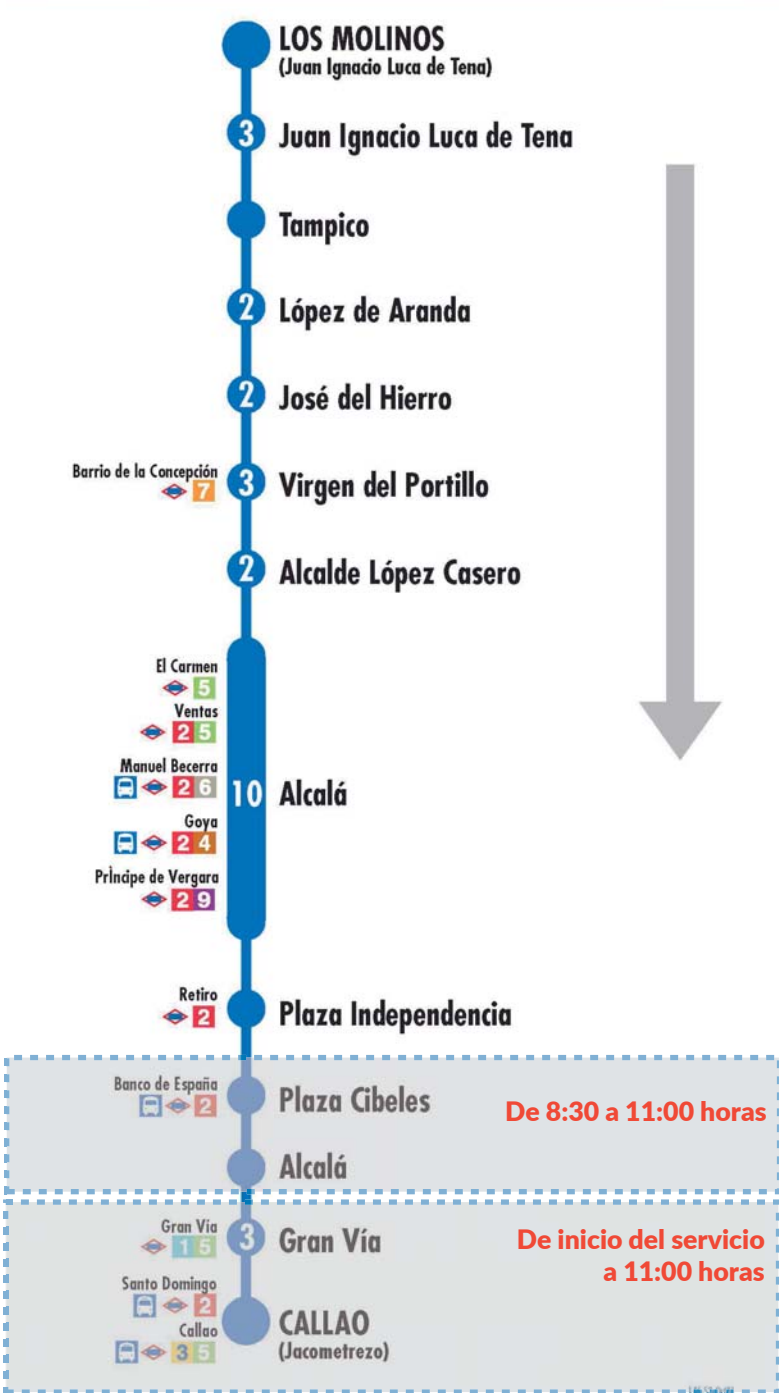 LOS MOLINOS
(Juan Ignacio Luca de Tena)
3 Juan Ignacio Luca de Tena
Tampico
2 López de Aranda
2 José del Hierro
Barrio de la Concepción
7
3 Virgen del Portillo
2 Alcalde López Casero
El Carmen
5
Ventas
2 5
Manuel Becerra
2 6
10 Alcalá
Goya
2 4
Prìncipe de Vergara
2 9
Retiro
2
Plaza Independencia
Banco de España
2
Plaza Cibeles
De 8:30 a 11:00 horas
Alcalá
Gran Vía
1 5
3 Gran Vía
De inicio del servicio
a 11:00 horas
Santo Domingo
2
Callao
3 5
CALLAO
(Jacometrezo)